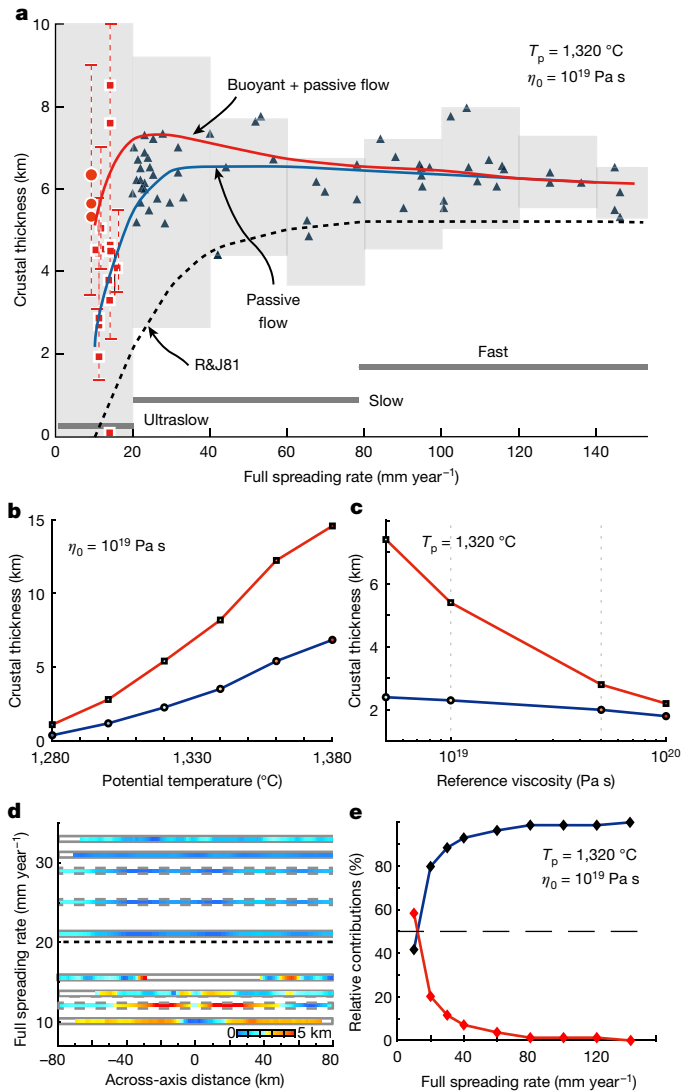 a
10
8
6
4
2
0
Crustal thickness (km)
Tp = 1,320 °C
η0 = 10^19 Pa s
Buoyant + passive flow
Passive
flow
R&J81
Fast
Slow
Ultraslow
0 20 40 60 80 100 120 140
Full spreading rate (mm year−1)
b
15
10
5
0
Crustal thickness (km)
η0 = 10^19 Pa s
1,280 1,330 1,380
Potential temperature (°C)
c
6
4
2
Crustal thickness (km)
Tp = 1,320 °C
10^19 10^20
Reference viscosity (Pa s)
d
30
20
10
Full spreading rate (mm year−1)
0 5 km
−80 −40 0 40 80
Across-axis distance (km)
e
80
60
40
20
0
Relative contributions (%)
Tp = 1,320 °C
η0 = 10^19 Pa s
0 40 80 120
Full spreading rate (mm year−1)